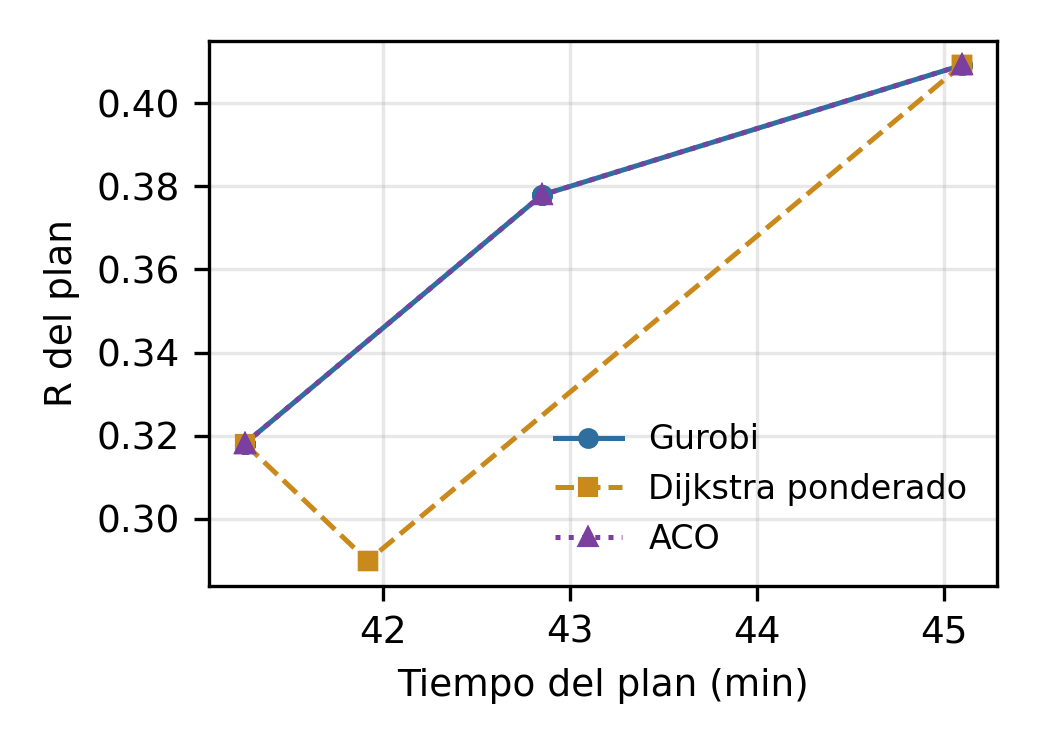 R del plan
0.40
0.38
0.36
0.34
0.32
0.30
Gurobi
Dijkstra ponderado
ACO
42 43 44 45
Tiempo del plan (min)